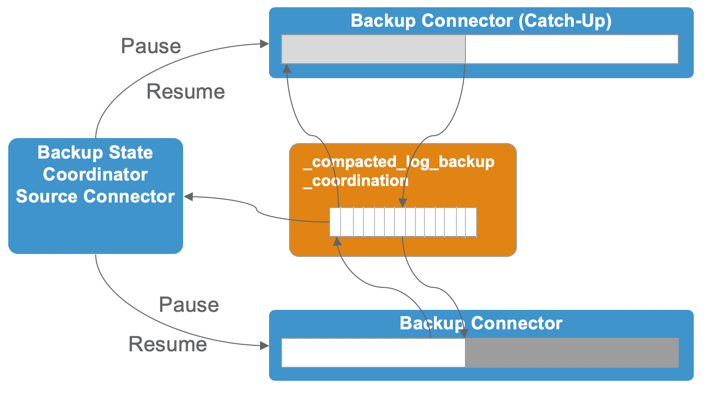 Backup Connector (Catch-Up)
Pause
Resume
Backup State
Coordinator
Source Connector
_compacted_log_backup
_coordination
Pause
Resume
Backup Connector